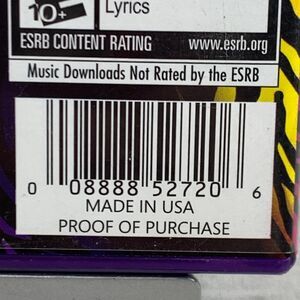 10+
Lyrics
ESRB CONTENT RATING www.esrb.org
Music Downloads Not Rated by the ESRB
0 08888 52720 6
MADE IN USA
PROOF OF PURCHASE